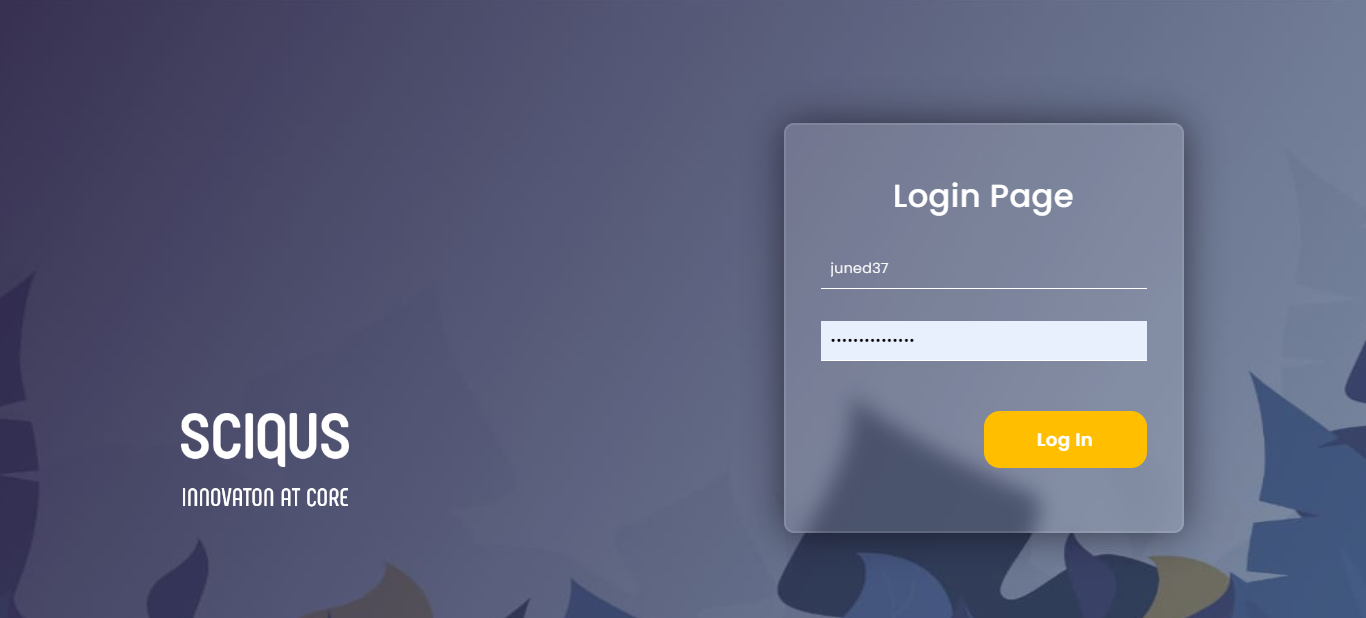 Login Page
juned37
•••••••••••••••
Log In
SCIQUS
INNOVATON AT CORE